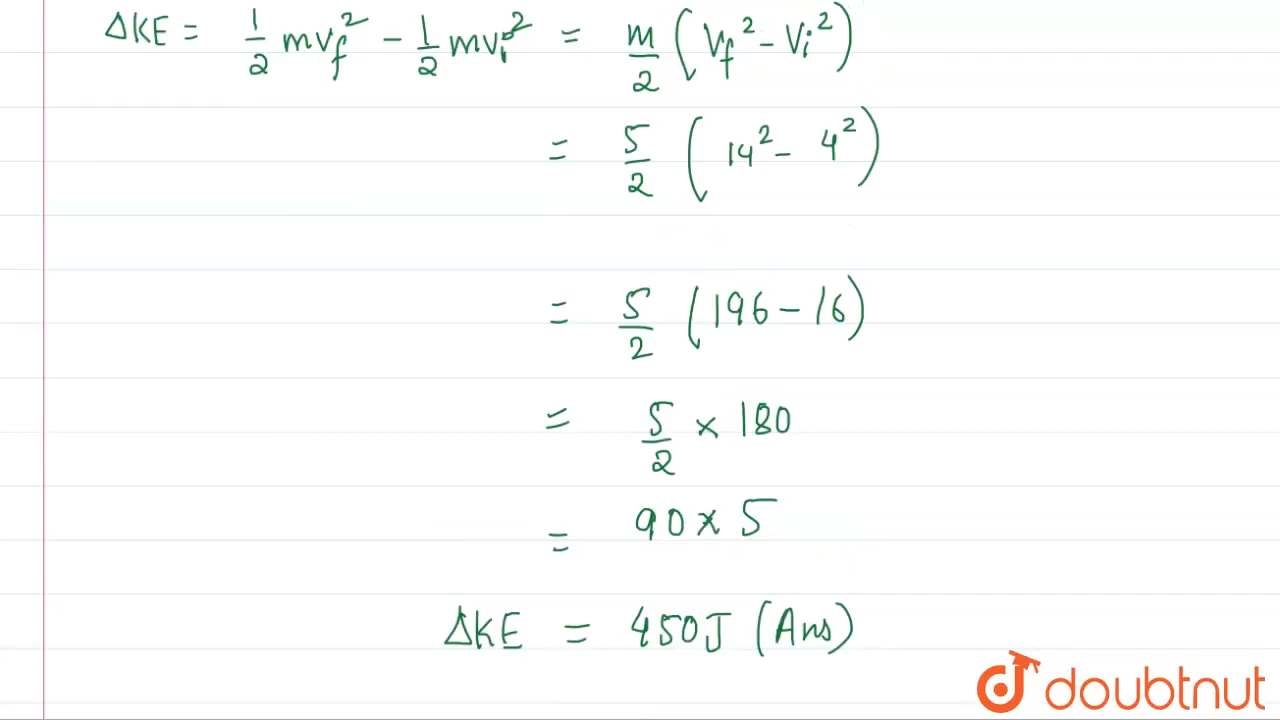 ΔKE = 1/2 mvf² - 1/2 mvi² = m/2 (Vf² - Vi²)
= 5/2 (14² - 4²)
= 5/2 (196 - 16)
= 5/2 × 180
= 90 × 5
ΔKE = 450J (Ans)
doubtnut